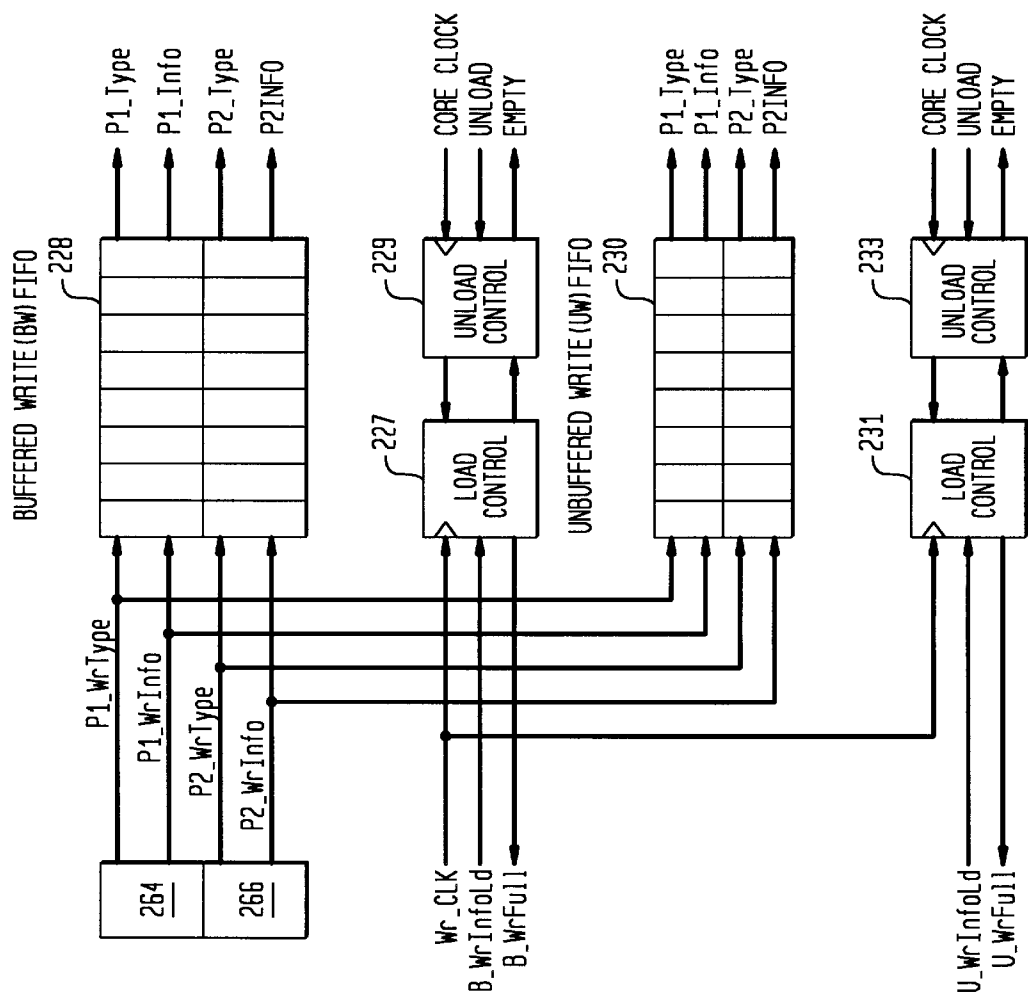 264
266
P1_WrType
P1_WrInfo
P2_WrType
P2_WrInfo
BUFFERED WRITE(BW)FIFO
228
P1_Type
P1_Info
P2_Type
P2INFO
Wr_CLK
B_WrInfoLd
B_WrFull
227
LOAD
CONTROL
229
UNLOAD
CONTROL
CORE CLOCK
UNLOAD
EMPTY
UNBUFFERED WRITE(UW)FIFO
230
P1_Type
P1_Info
P2_Type
P2INFO
U_WrInfoLd
U_WrFull
231
LOAD
CONTROL
233
UNLOAD
CONTROL
CORE CLOCK
UNLOAD
EMPTY